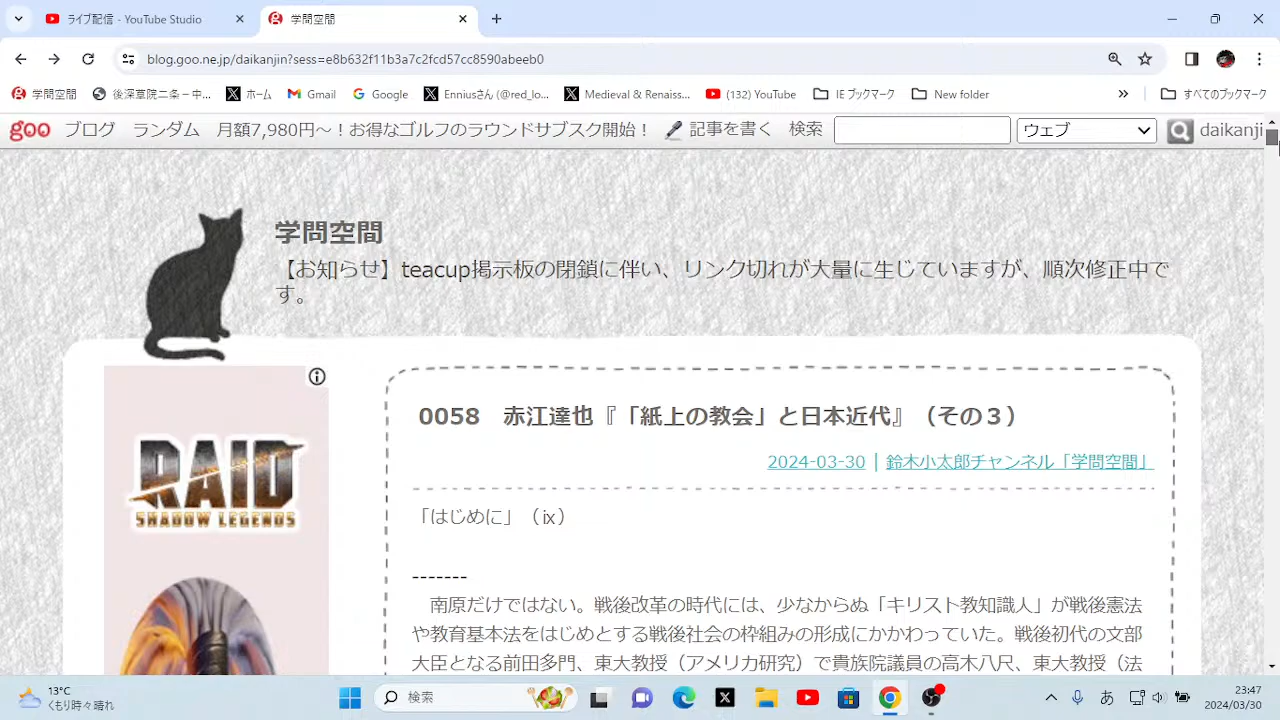 ライブ配信 - YouTube Studio
学問空間
blog.goo.ne.jp/daikanjin?sess=e8b632f11b3a7c2fcd57cc8590abeeb0
学問空間
後深草院二条－中...
ホーム
Gmail
Google
Enniusさん (@red_lo...
Medieval & Renaiss...
(132) YouTube
IE ブックマーク
New folder
すべてのブックマーク
goo ブログ ランダム 月額7,980円～！お得なゴルフのラウンドサブスク開始！ 記事を書く 検索 ウェブ daikanji
学問空間
【お知らせ】teacup掲示板の閉鎖に伴い、リンク切れが大量に生じていますが、順次修正中で
す。
RAID
SHADOW LEGENDS
0058　赤江達也『「紙上の教会」と日本近代』（その３）
2024-03-30 | 鈴木小太郎チャンネル「学問空間」
「はじめに」（ⅸ）
-------
南原だけではない。戦後改革の時代には、少なからぬ「キリスト教知識人」が戦後憲法
や教育基本法をはじめとする戦後社会の枠組みの形成にかかわっていた。戦後初代の文部
大臣となる前田多門、東大教授（アメリカ研究）で貴族院議員の高木八尺、東大教授（法
13°C
くもり時々晴れ
検索
あ
13:47
2024/03/30